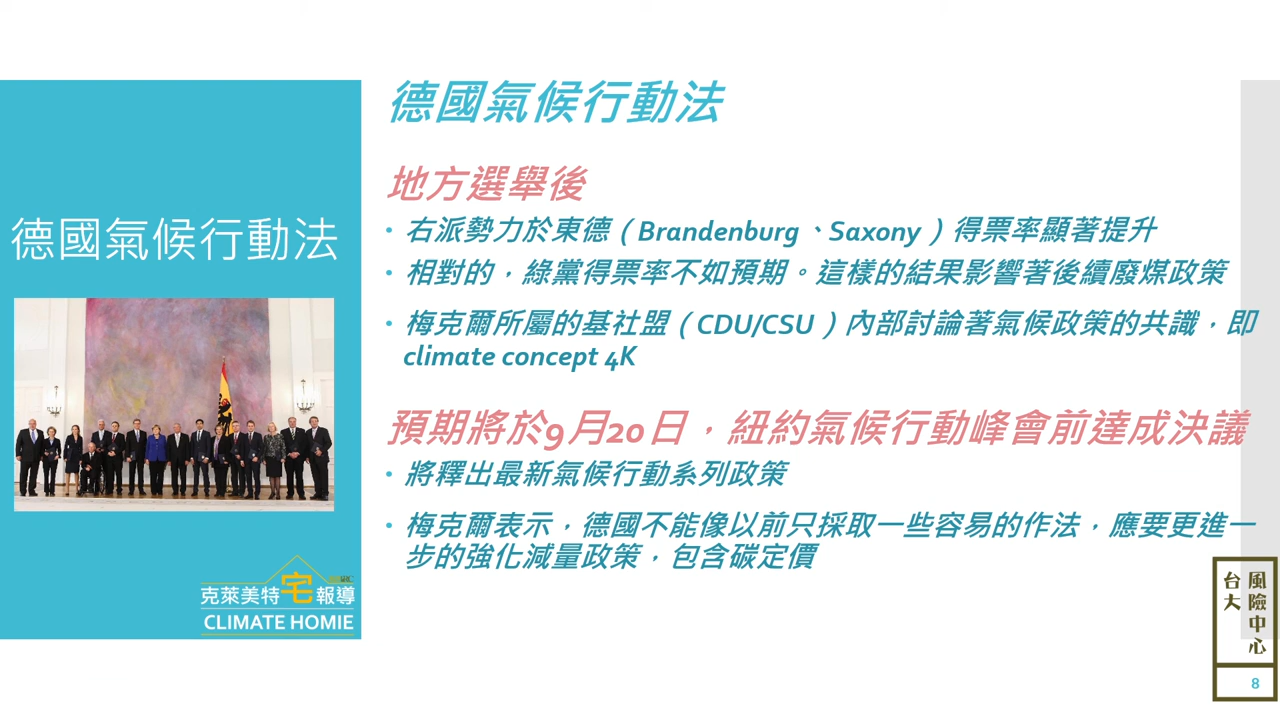 德國氣候行動法
德國氣候行動法
地方選舉後
• 右派勢力於東德（Brandenburg、Saxony）得票率顯著提升
• 相對的，綠黨得票率不如預期。這樣的結果影響著後續廢煤政策
• 梅克爾所屬的基社盟（CDU/CSU）內部討論著氣候政策的共識，即
climate concept 4K
預期將於9月20日，紐約氣候行動峰會前達成決議
• 將釋出最新氣候行動系列政策
• 梅克爾表示，德國不能像以前只採取一些容易的作法，應要更進一
步的強化減量政策，包含碳定價
SRC
克萊美特宅報導
CLIMATE HOMIE
台大
風險中心
8